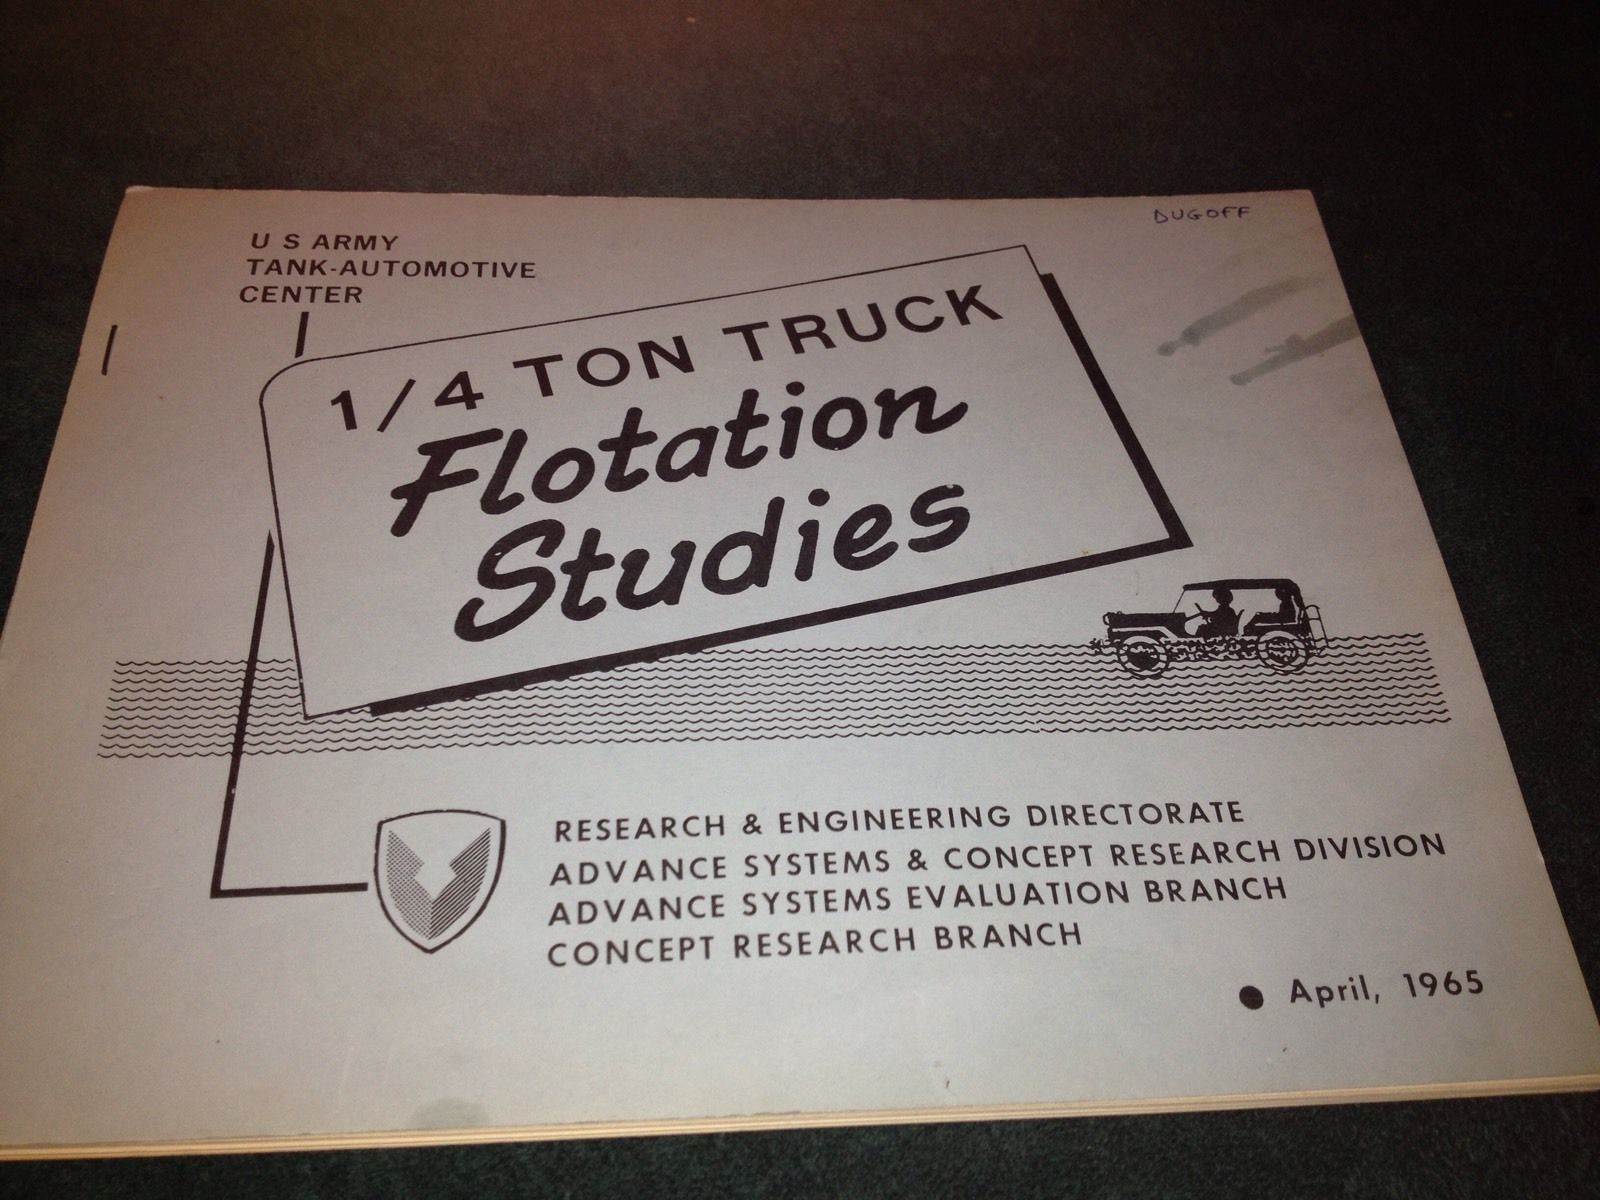 DUGOFF
U S ARMY
TANK-AUTOMOTIVE
CENTER
1/4 TON TRUCK
Flotation
Studies
RESEARCH & ENGINEERING DIRECTORATE
ADVANCE SYSTEMS & CONCEPT RESEARCH DIVISION
ADVANCE SYSTEMS EVALUATION BRANCH
CONCEPT RESEARCH BRANCH
● April, 1965